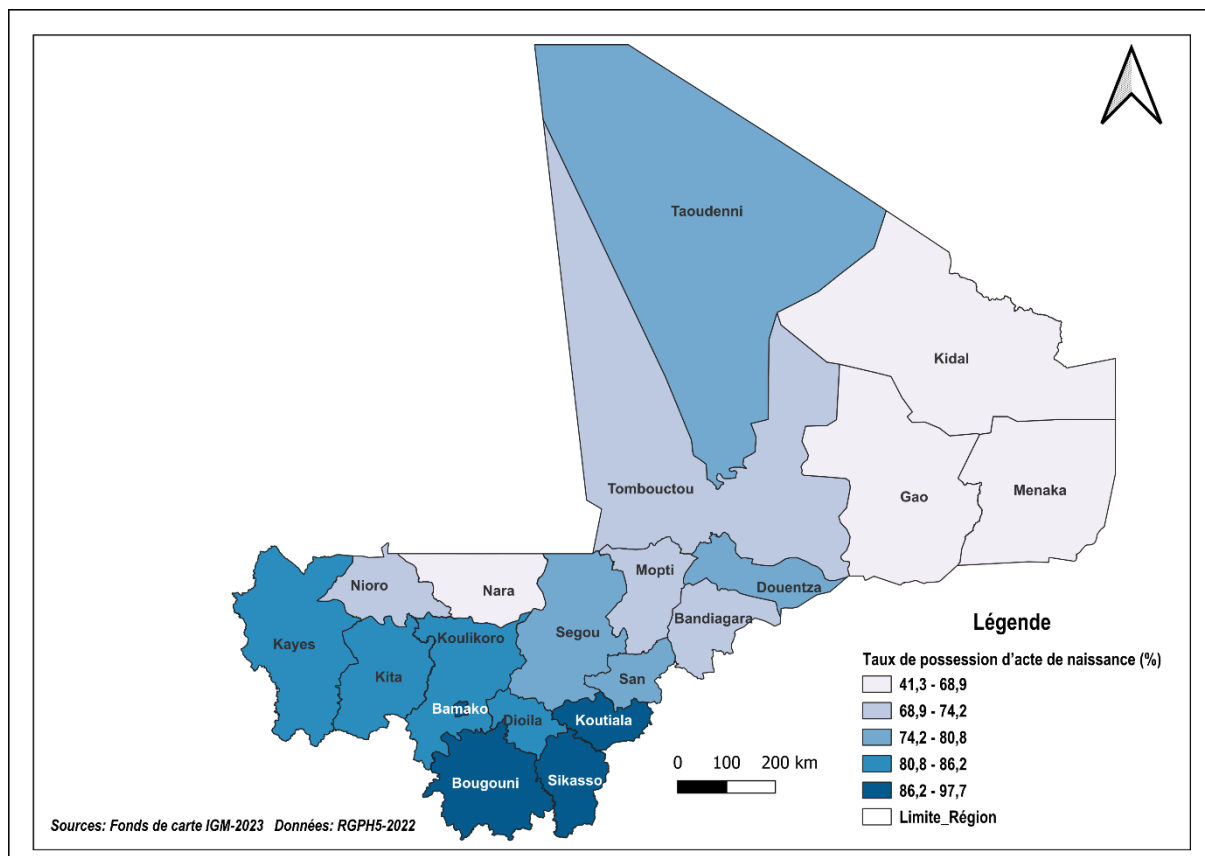 Taoudenni
Kidal
Tombouctou
Gao
Menaka
Mopti
Douentza
Nioro
Nara
Bandiagara
Kayes
Koulikoro
Segou
Kita
San
Bamako
Dioila
Koutiala
Bougouni
Sikasso
Légende
Taux de possession d'acte de naissance (%)
41,3 - 68,9
68,9 - 74,2
74,2 - 80,8
80,8 - 86,2
86,2 - 97,7
Limite_Région
0 100 200 km
Sources: Fonds de carte IGM-2023 Données: RGPH5-2022